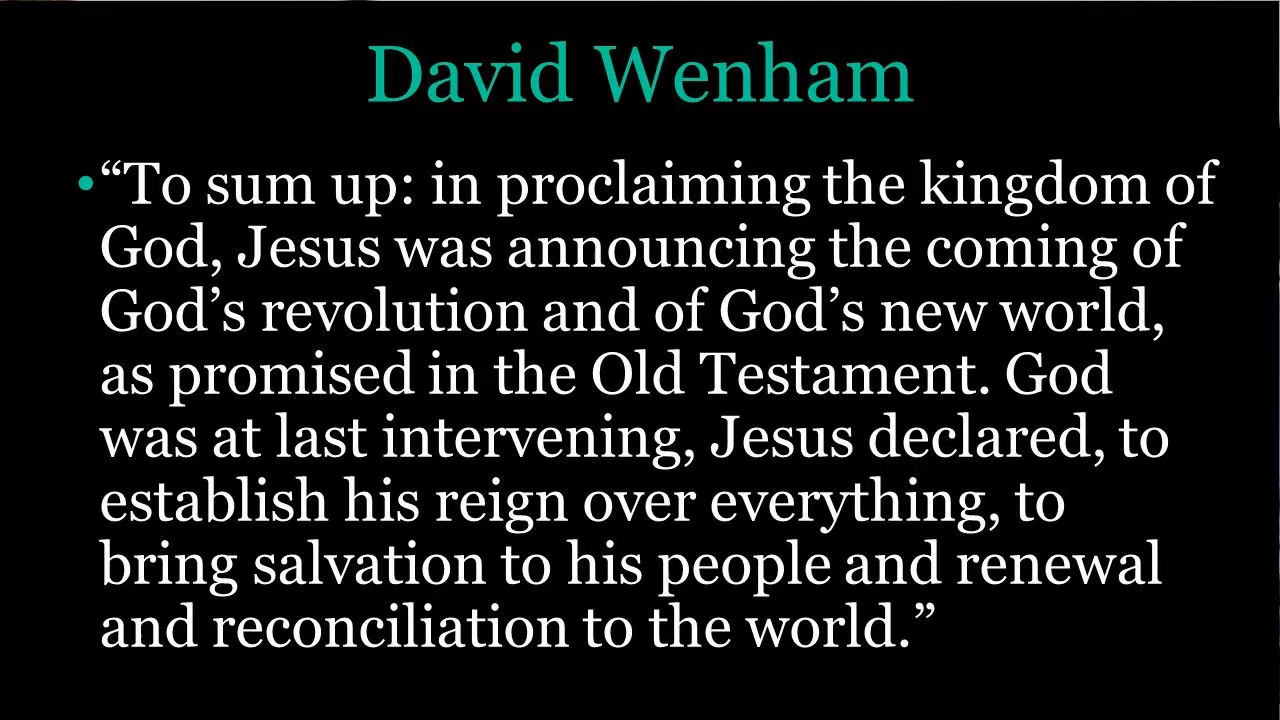 David Wenham
•“To sum up: in proclaiming the kingdom of
God, Jesus was announcing the coming of
God’s revolution and of God’s new world,
as promised in the Old Testament. God
was at last intervening, Jesus declared, to
establish his reign over everything, to
bring salvation to his people and renewal
and reconciliation to the world.”